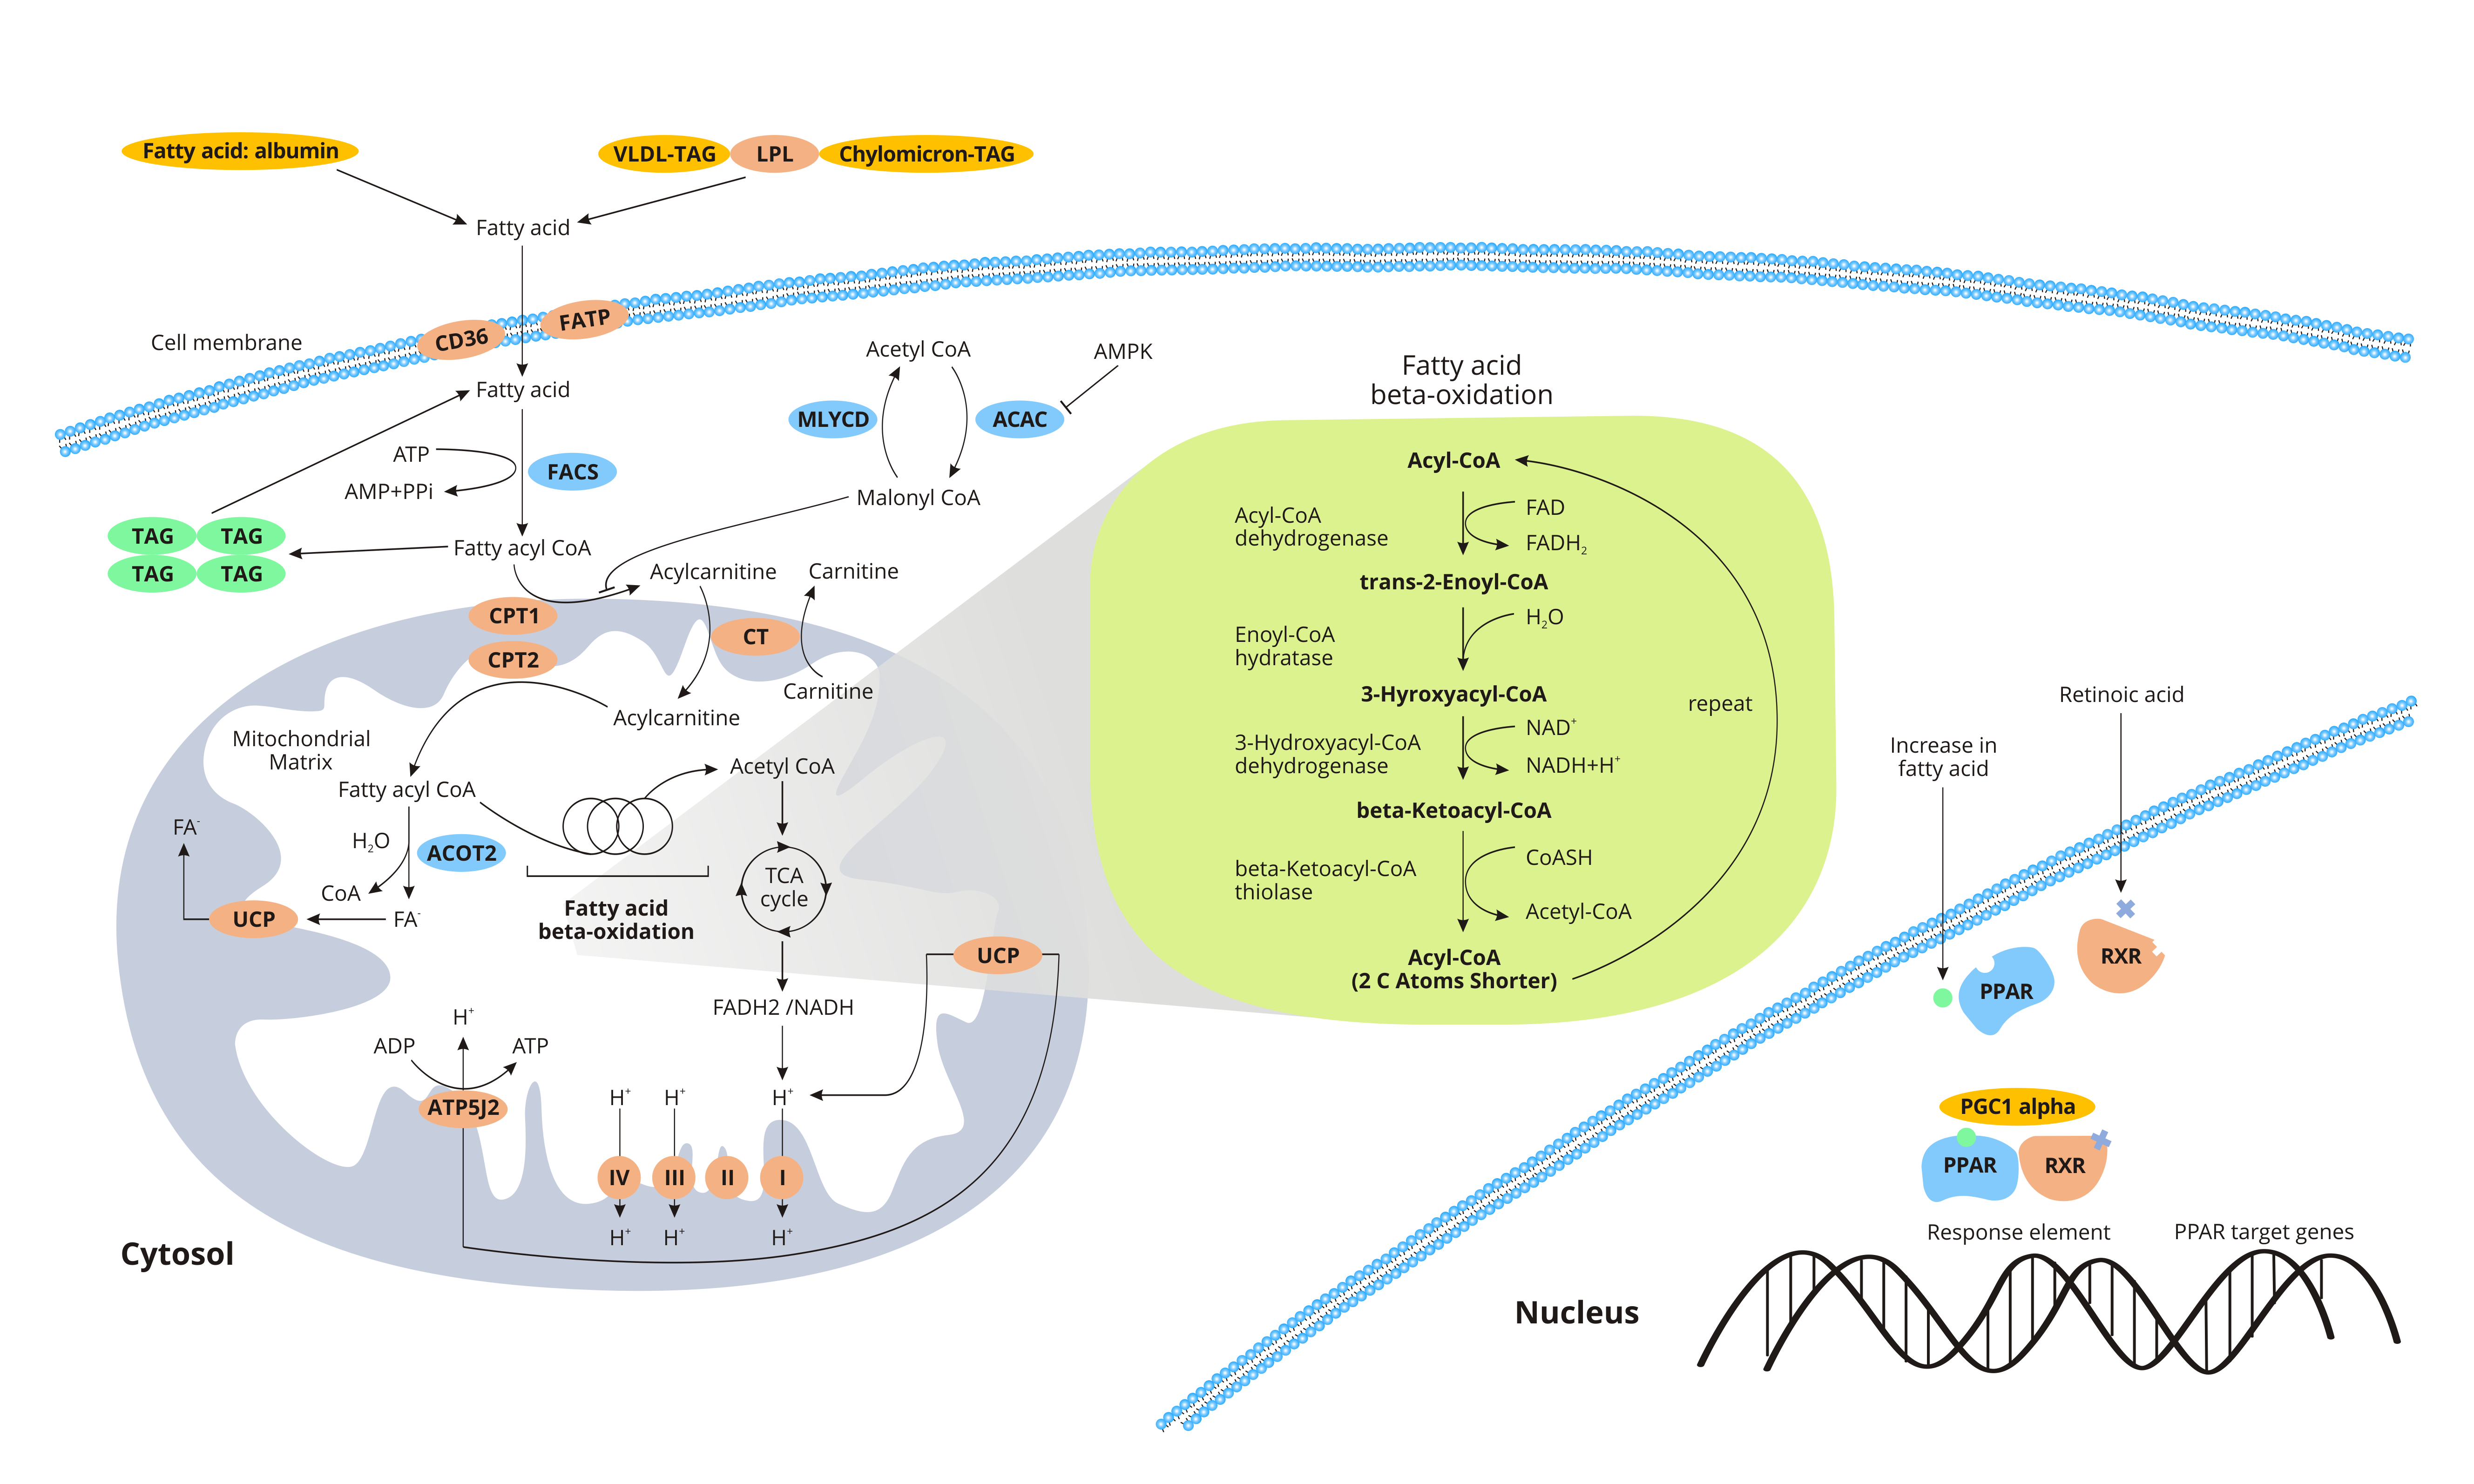 Fatty acid: albumin
VLDL-TAG
LPL
Chylomicron-TAG
Fatty acid
Cell membrane
CD36
FATP
Fatty acid
ATP
AMP+PPi
FACS
TAG
TAG
TAG
TAG
Fatty acyl CoA
Acetyl CoA
AMPK
MLYCD
ACAC
Malonyl CoA
Acylcarnitine
Carnitine
CPT1
CPT2
CT
Carnitine
Acylcarnitine
Mitochondrial
Matrix
Fatty acyl CoA
H2O
ACOT2
CoA
FA-
UCP
FA-
Acetyl CoA
TCA
cycle
Fatty acid
beta-oxidation
FADH2 /NADH
UCP
H+
ADP
ATP
ATP5J2
H+
H+
H+
IV
III
II
I
H+
H+
H+
Cytosol
Fatty acid
beta-oxidation
Acyl-CoA
Acyl-CoA
dehydrogenase
FAD
FADH2
trans-2-Enoyl-CoA
Enoyl-CoA
hydratase
H2O
3-Hyroxyacyl-CoA
3-Hydroxyacyl-CoA
dehydrogenase
NAD+
NADH+H+
beta-Ketoacyl-CoA
beta-Ketoacyl-CoA
thiolase
CoASH
Acetyl-CoA
Acyl-CoA
(2 C Atoms Shorter)
repeat
Retinoic acid
Increase in
fatty acid
RXR
PPAR
PGC1 alpha
PPAR
RXR
Response element
PPAR target genes
Nucleus